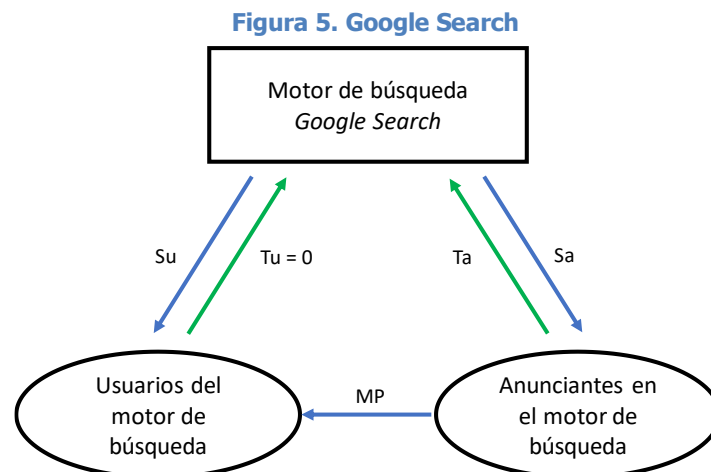 Figura 5. Google Search
Motor de búsqueda
Google Search
Su
Tu = 0
Ta
Sa
Usuarios del
motor de
búsqueda
MP
Anunciantes en
el motor de
búsqueda